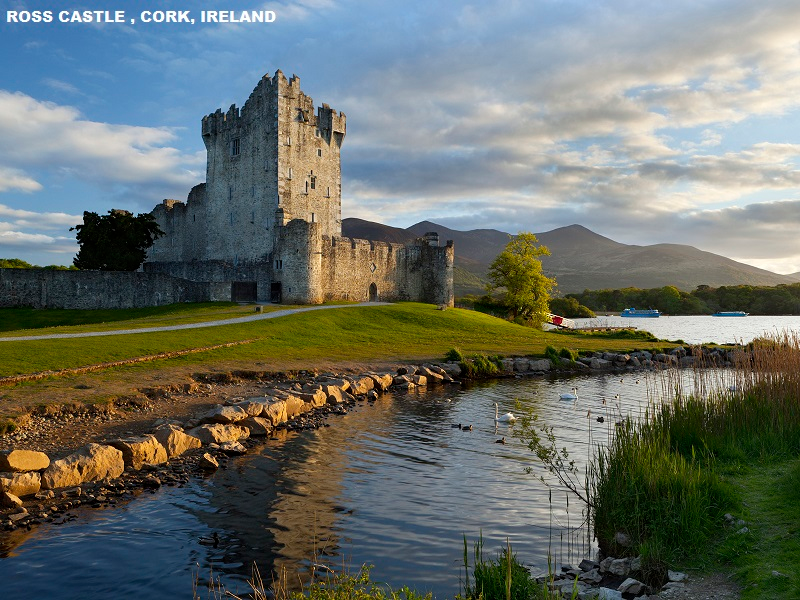 ROSS CASTLE , CORK, IRELAND